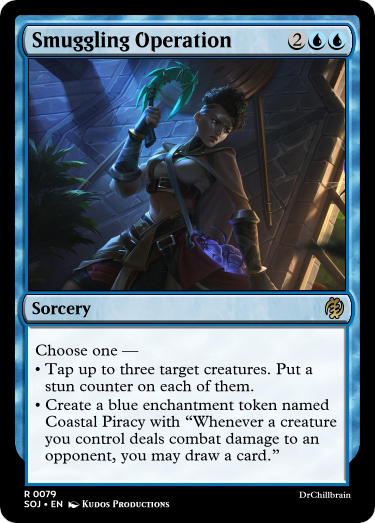 Smuggling Operation 2
Sorcery
Choose one —
• Tap up to three target creatures. Put a
stun counter on each of them.
• Create a blue enchantment token named
Coastal Piracy with “Whenever a creature
you control deals combat damage to an
opponent, you may draw a card.”
R 0079
DrChillbrain
SOJ • EN Kudos Productions